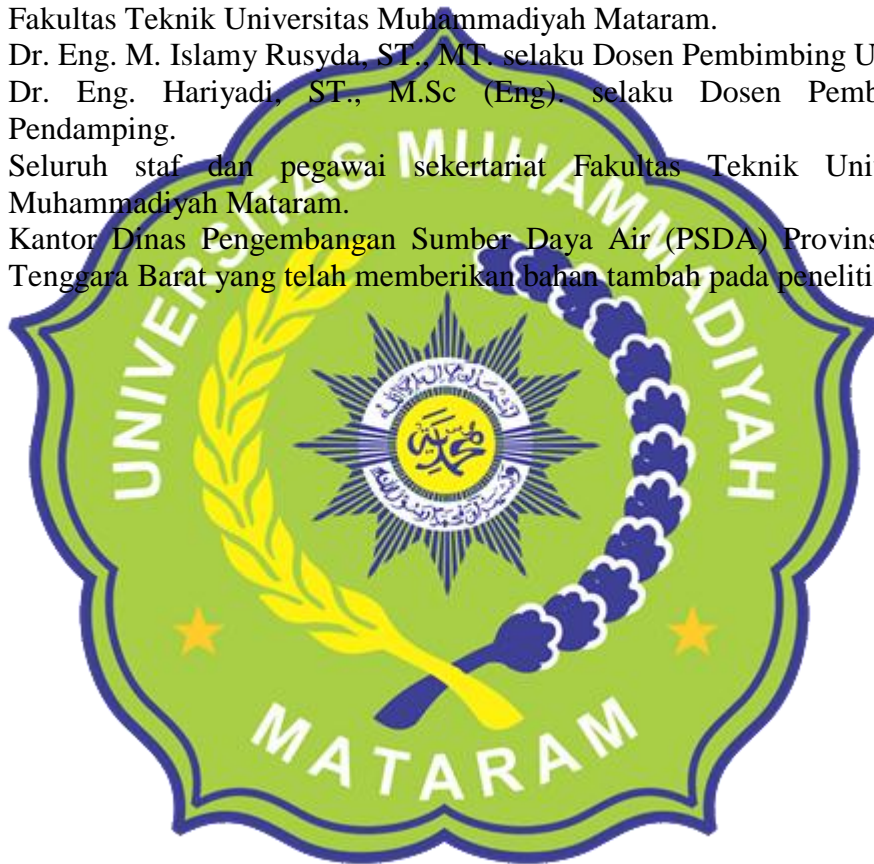 Fakultas Teknik Universitas Muhammadiyah Mataram.
Dr. Eng. M. Islamy Rusyda, ST., MT. selaku Dosen Pembimbing U
Dr. Eng. Hariyadi, ST., M.Sc (Eng). selaku Dosen Pemb
Pendamping.
Seluruh staf dan pegawai sekertariat Fakultas Teknik Uni
Muhammadiyah Mataram.
Kantor Dinas Pengembangan Sumber Daya Air (PSDA) Provins
Tenggara Barat yang telah memberikan bahan tambah pada peneliti
UNIVERSITAS MUHAMMADIYAH
MATARAM